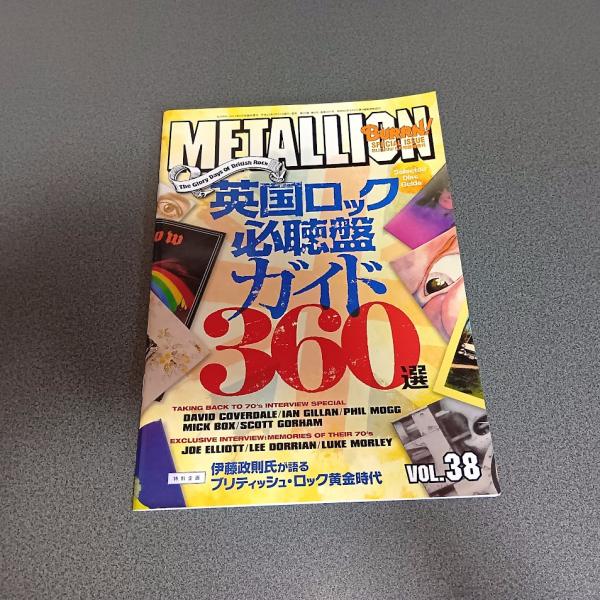 METALLION
BURRN!
SPECIAL ISSUE
The Glory Days Of British Rock
Selected
Disc
Guide
英国ロック
必聴盤
ガイド
360選
TAKING BACK TO 70's INTERVIEW SPECIAL
DAVID COVERDALE/IAN GILLAN/PHIL MOGG
MICK BOX/SCOTT GORHAM
EXCLUSIVE INTERVIEW:MEMORIES OF THEIR 70's
JOE ELLIOTT/LEE DORRIAN/LUKE MORLEY
特別企画
伊藤政則氏が語る
ブリティッシュ・ロック黄金時代
VOL.38